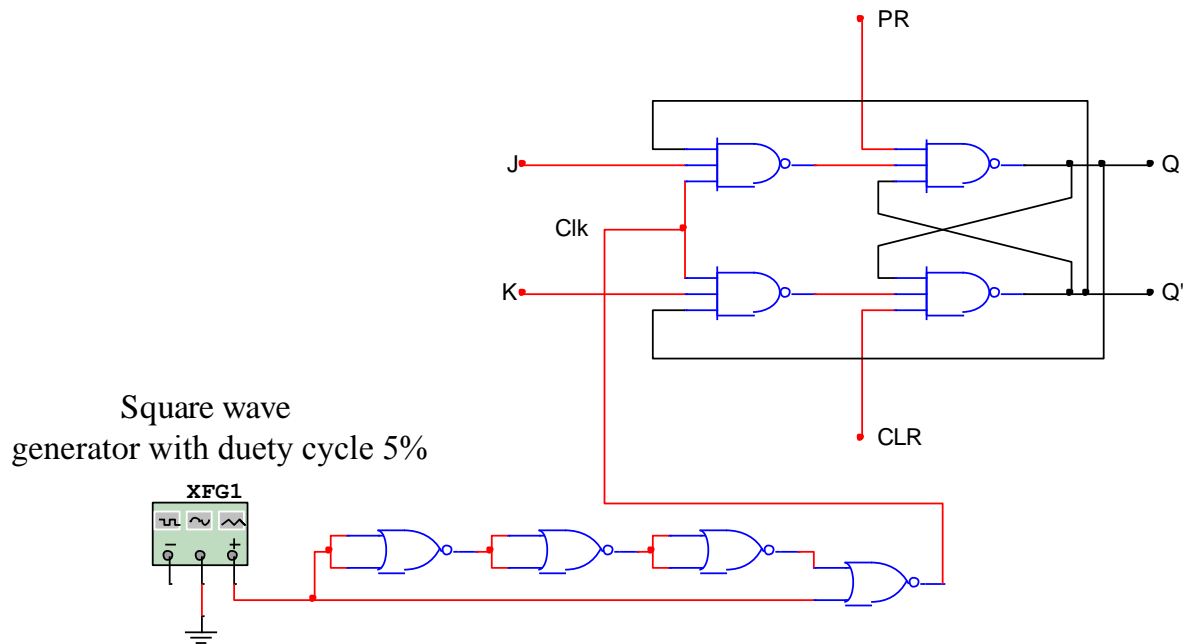 PR
J
Q
Clk
K
Q'
CLR
Square wave
generator with duety cycle 5%
XFG1